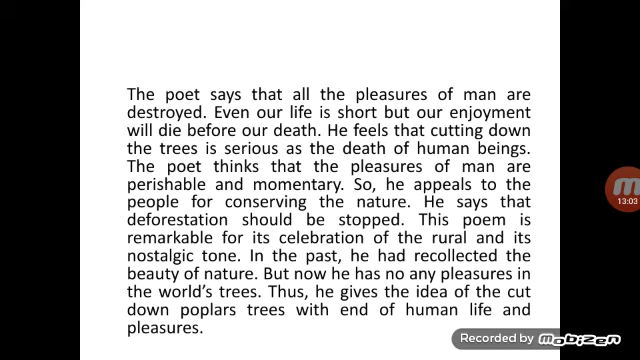 The poet says that all the pleasures of man are
destroyed. Even our life is short but our enjoyment
will die before our death. He feels that cutting down
the trees is serious as the death of human beings.
The poet thinks that the pleasures of man are
perishable and momentary. So, he appeals to the
people for conserving the nature. He says that
deforestation should be stopped. This poem is
remarkable for its celebration of the rural and its
nostalgic tone. In the past, he had recollected the
beauty of nature. But now he has no any pleasures in
the world's trees. Thus, he gives the idea of the cut
down poplars trees with end of human life and
pleasures.
13:03
Recorded by mobizen